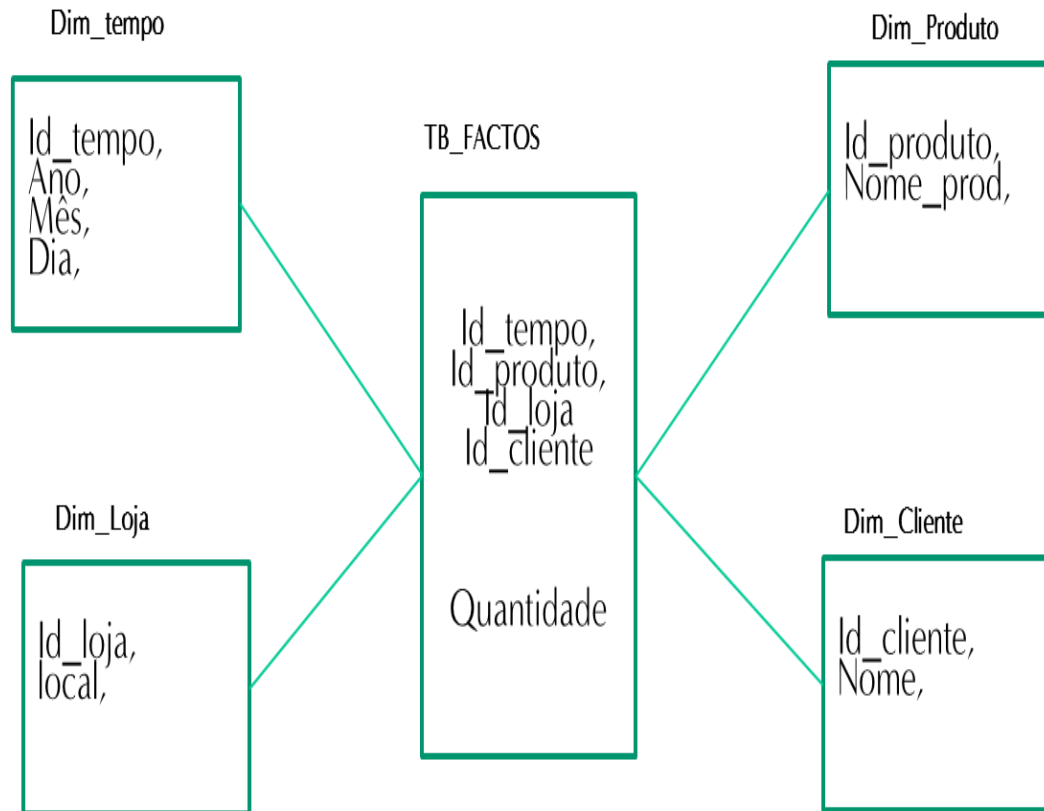 Dim_tempo
Id_tempo,
Año,
Mês,
Dia,
TB_FACTOS
Id_tempo,
Id_produto,
Id_loja
Id_cliente
Quantidade
Dim_Produto
Id_produto,
Nome_prod,
Dim_Loja
Id_loja,
local,
Dim_Cliente
Id_cliente,
Nome,